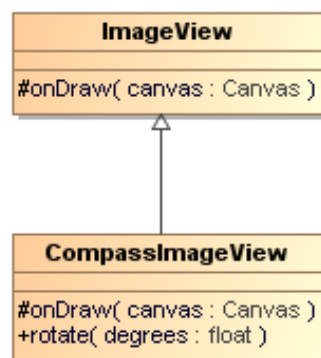 ImageView
#onDraw( canvas : Canvas )
CompassImageView
#onDraw( canvas : Canvas )
+rotate( degrees : float )